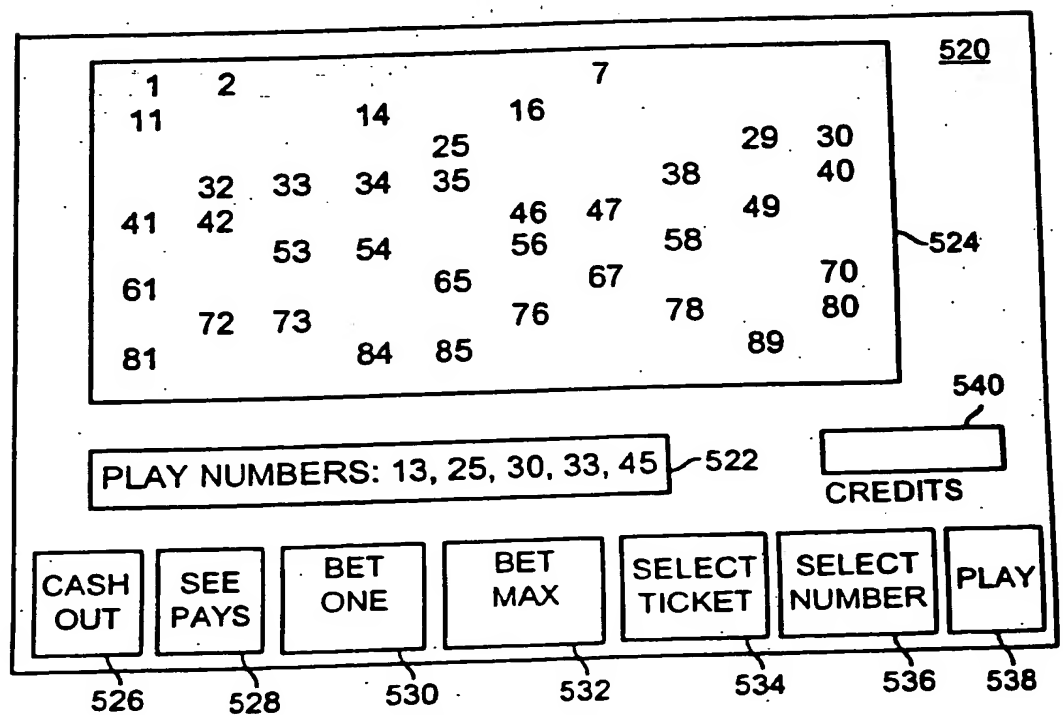 520
1 2 7
11 14 16
25 29 30
32 33 34 35 38 40
41 42 46 47 49
53 54 56 58
524
61 65 67 70
72 73 76 78 80
81 84 85 89
540
PLAY NUMBERS: 13, 25, 30, 33, 45
522
CREDITS
CASH OUT
SEE PAYS
BET ONE
BET MAX
SELECT TICKET
SELECT NUMBER
PLAY
526 528 530 532 534 536 538